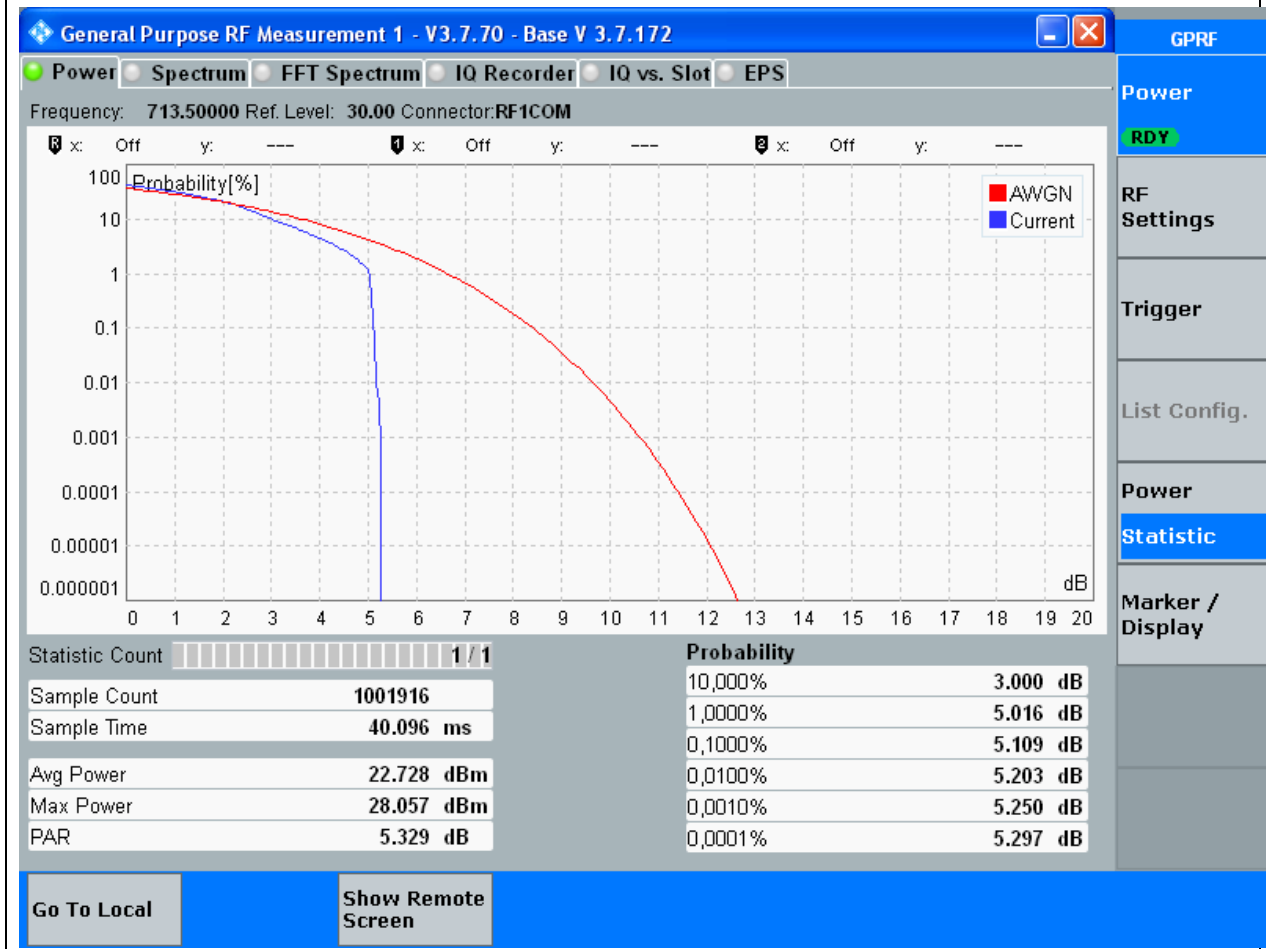 General Purpose RF Measurement 1 - V3.7.70 - Base V 3.7.172
Power Spectrum FFT Spectrum IQ Recorder IQ vs. Slot EPS
Frequency: 713.50000 Ref. Level: 30.00 Connector:RF1COM
R x: Off y: --- 1 x: Off y: --- 2 x: Off y: ---
Probability[%]
AWGN
Current
100
10
1
0.1
0.01
0.001
0.0001
0.00001
0.000001
dB
0 1 2 3 4 5 6 7 8 9 10 11 12 13 14 15 16 17 18 19 20
Statistic Count 1 / 1
Sample Count 1001916
Sample Time 40.096 ms
Avg Power 22.728 dBm
Max Power 28.057 dBm
PAR 5.329 dB
Probability
10,000% 3.000 dB
1,0000% 5.016 dB
0,1000% 5.109 dB
0,0100% 5.203 dB
0,0010% 5.250 dB
0,0001% 5.297 dB
Go To Local
Show Remote
Screen
GPRF
Power
RDY
RF
Settings
Trigger
List Config.
Power
Statistic
Marker /
Display